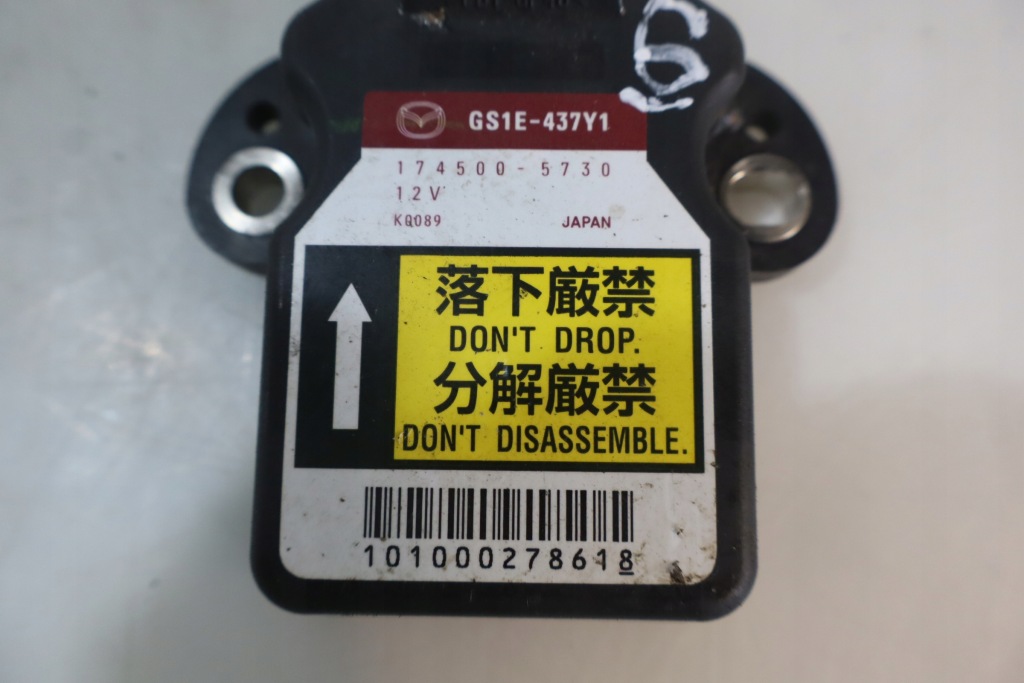 6
GS1E-437Y1
174500-5730
12V
KQ089 JAPAN
落下厳禁
DON'T DROP.
分解厳禁
DON'T DISASSEMBLE.
101000278618